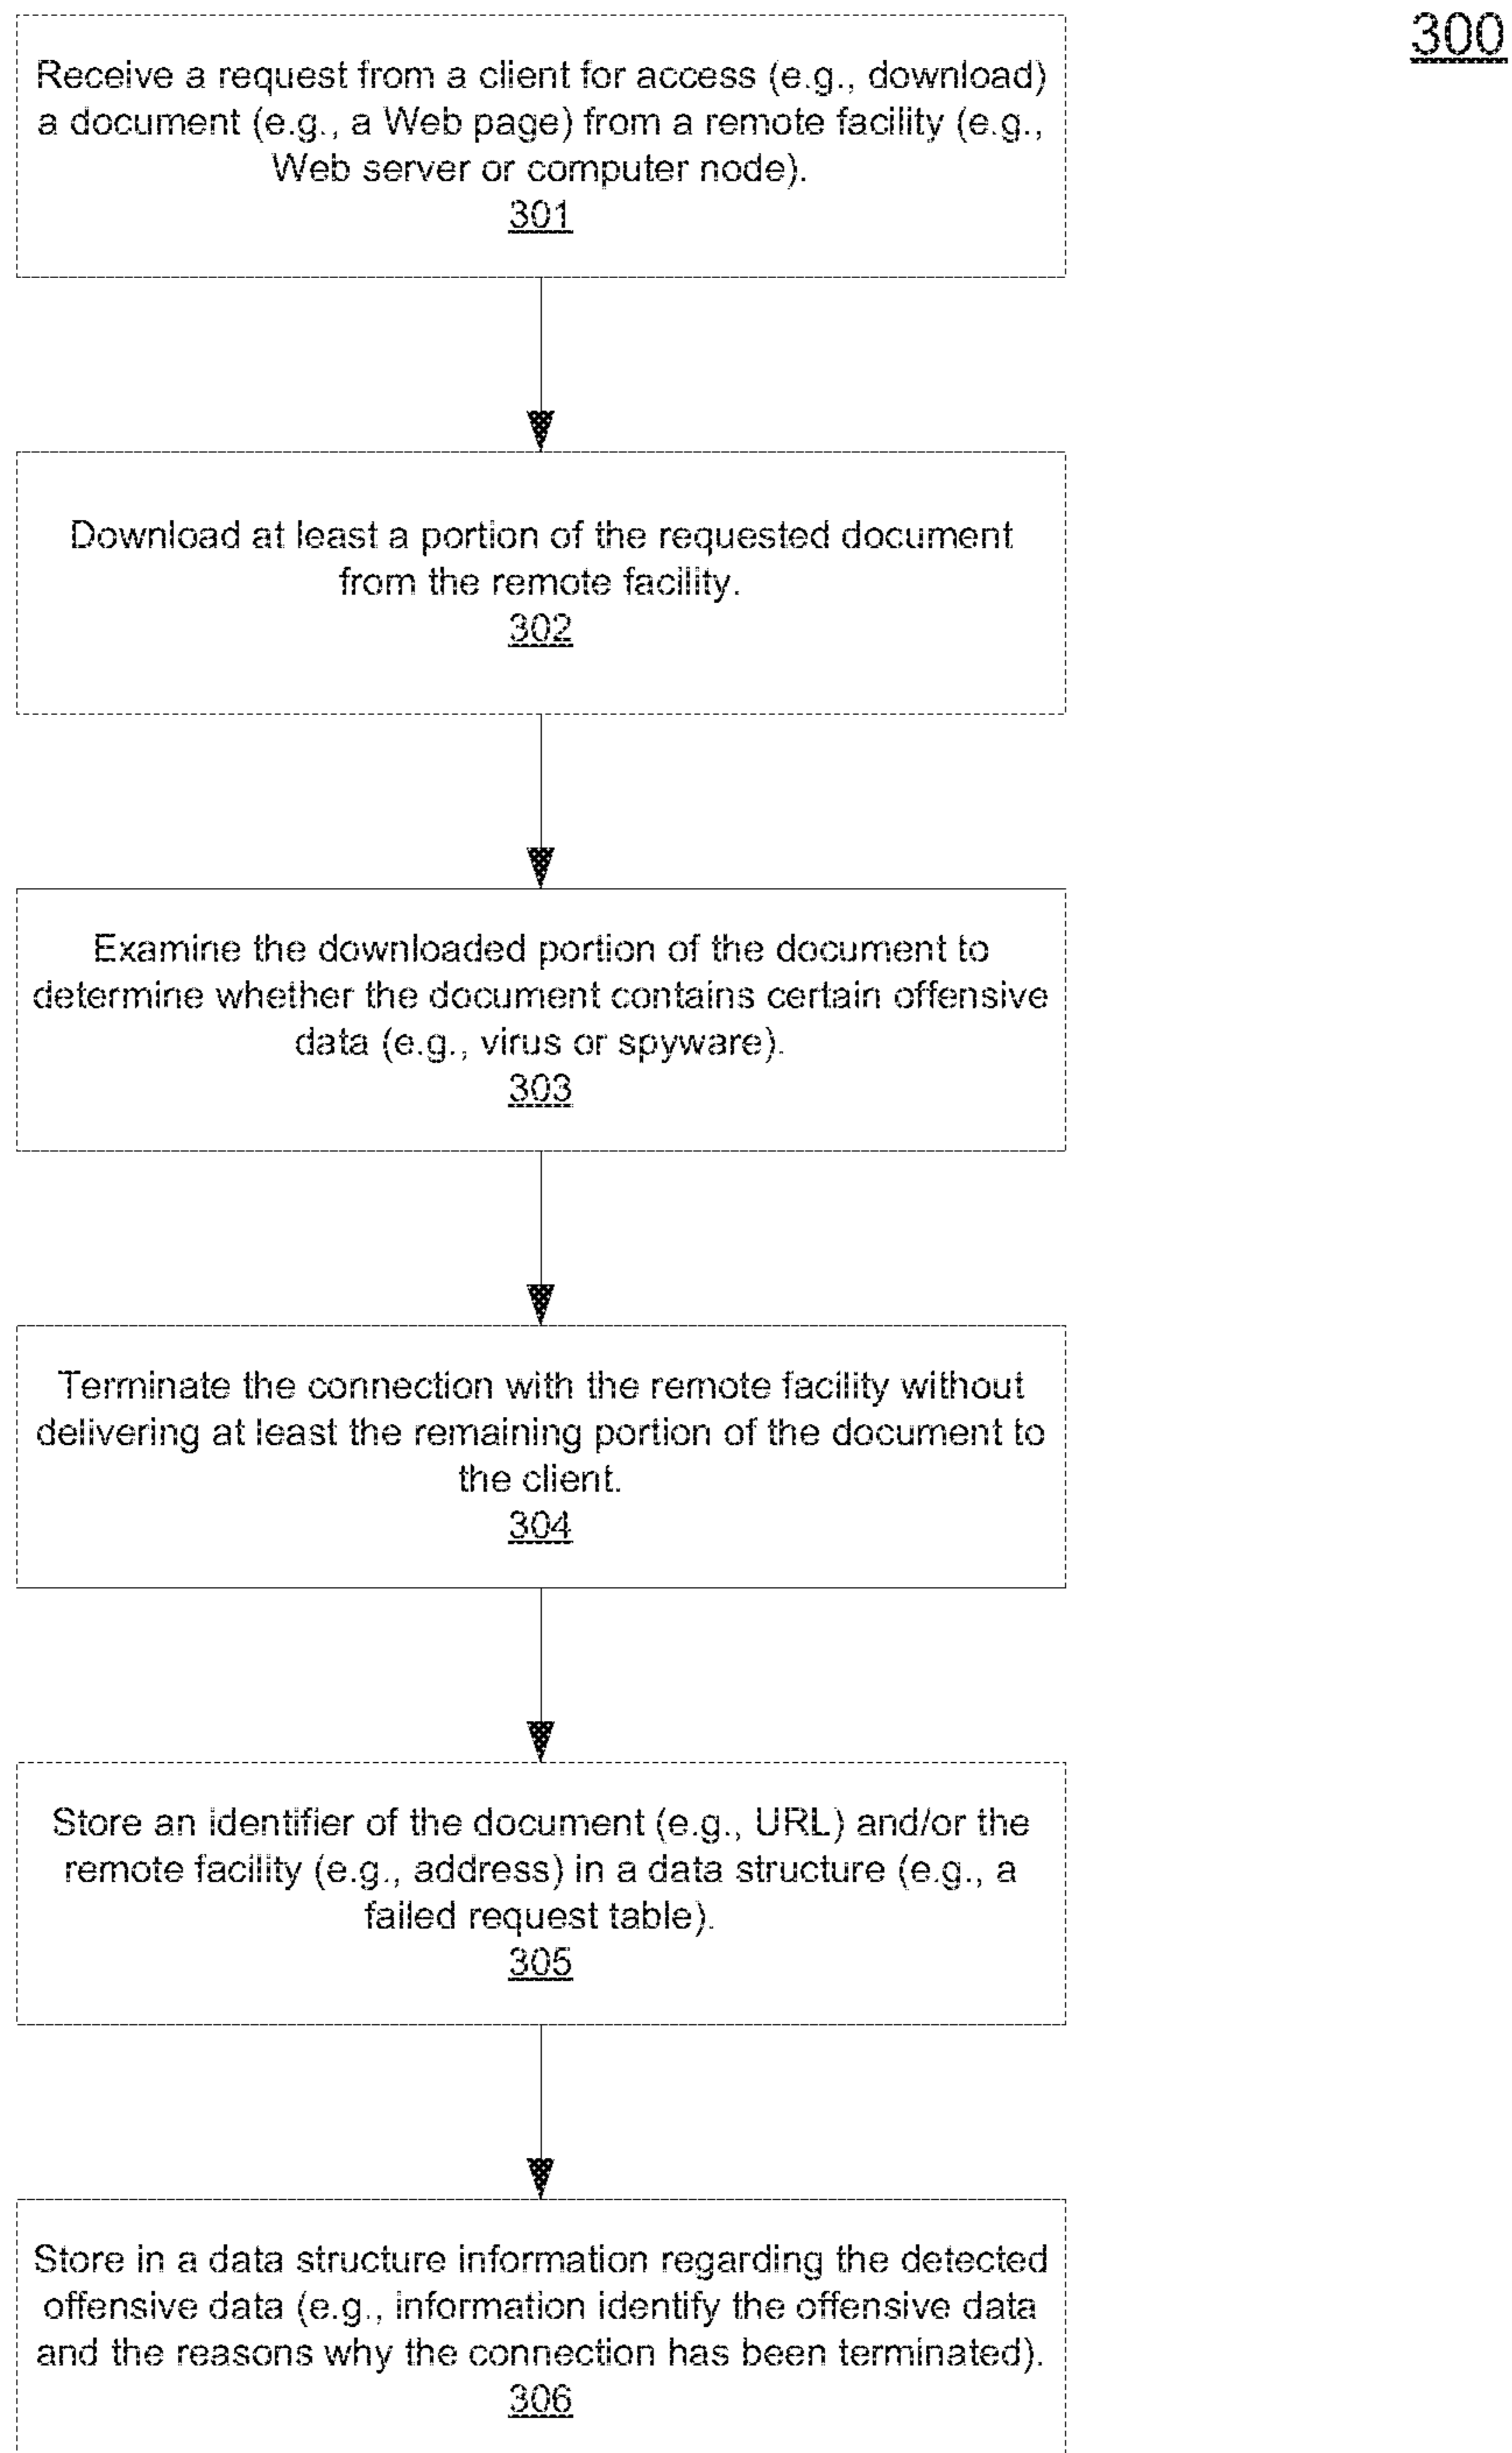 300
Receive a request from a client for access (e.g., download)
a document (e.g., a Web page) from a remote facility (e.g.,
Web server or computer node).
301
Download at least a portion of the requested document
from the remote facility.
302
Examine the downloaded portion of the document to
determine whether the document contains certain offensive
data (e.g., virus or spyware).
303
Terminate the connection with the remote facility without
delivering at least the remaining portion of the document to
the client.
304
Store an identifier of the document (e.g., URL) and/or the
remote facility (e.g., address) in a data structure (e.g., a
failed request table).
305
Store in a data structure information regarding the detected
offensive data (e.g., information identify the offensive data
and the reasons why the connection has been terminated).
306